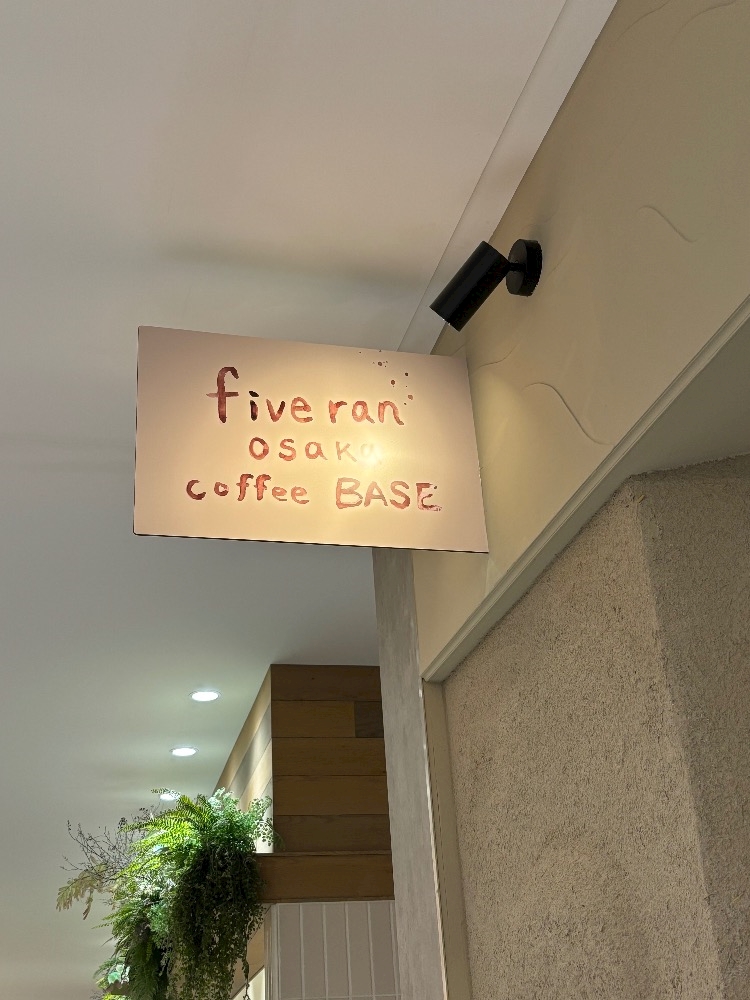 five ran
osaka
coffee BASE